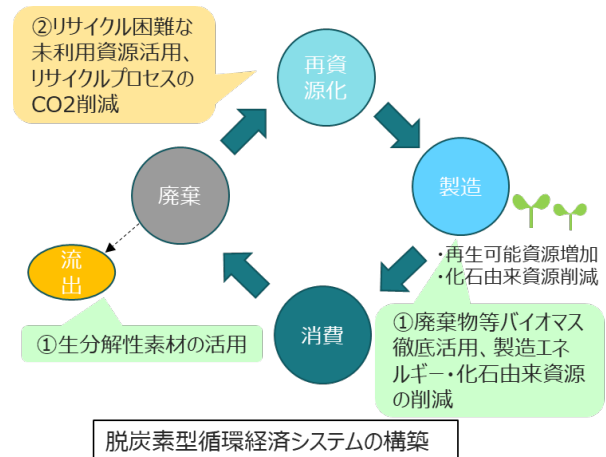 ②リサイクル困難な
未利用資源活用、
リサイクルプロセスの
CO2削減
再資
源化
製造
・再生可能資源増加
・化石由来資源削減
廃棄
流
出
①生分解性素材の活用
消費
①廃棄物等バイオマス
徹底活用、製造エネ
ルギー・化石由来資源
の削減
脱炭素型循環経済システムの構築